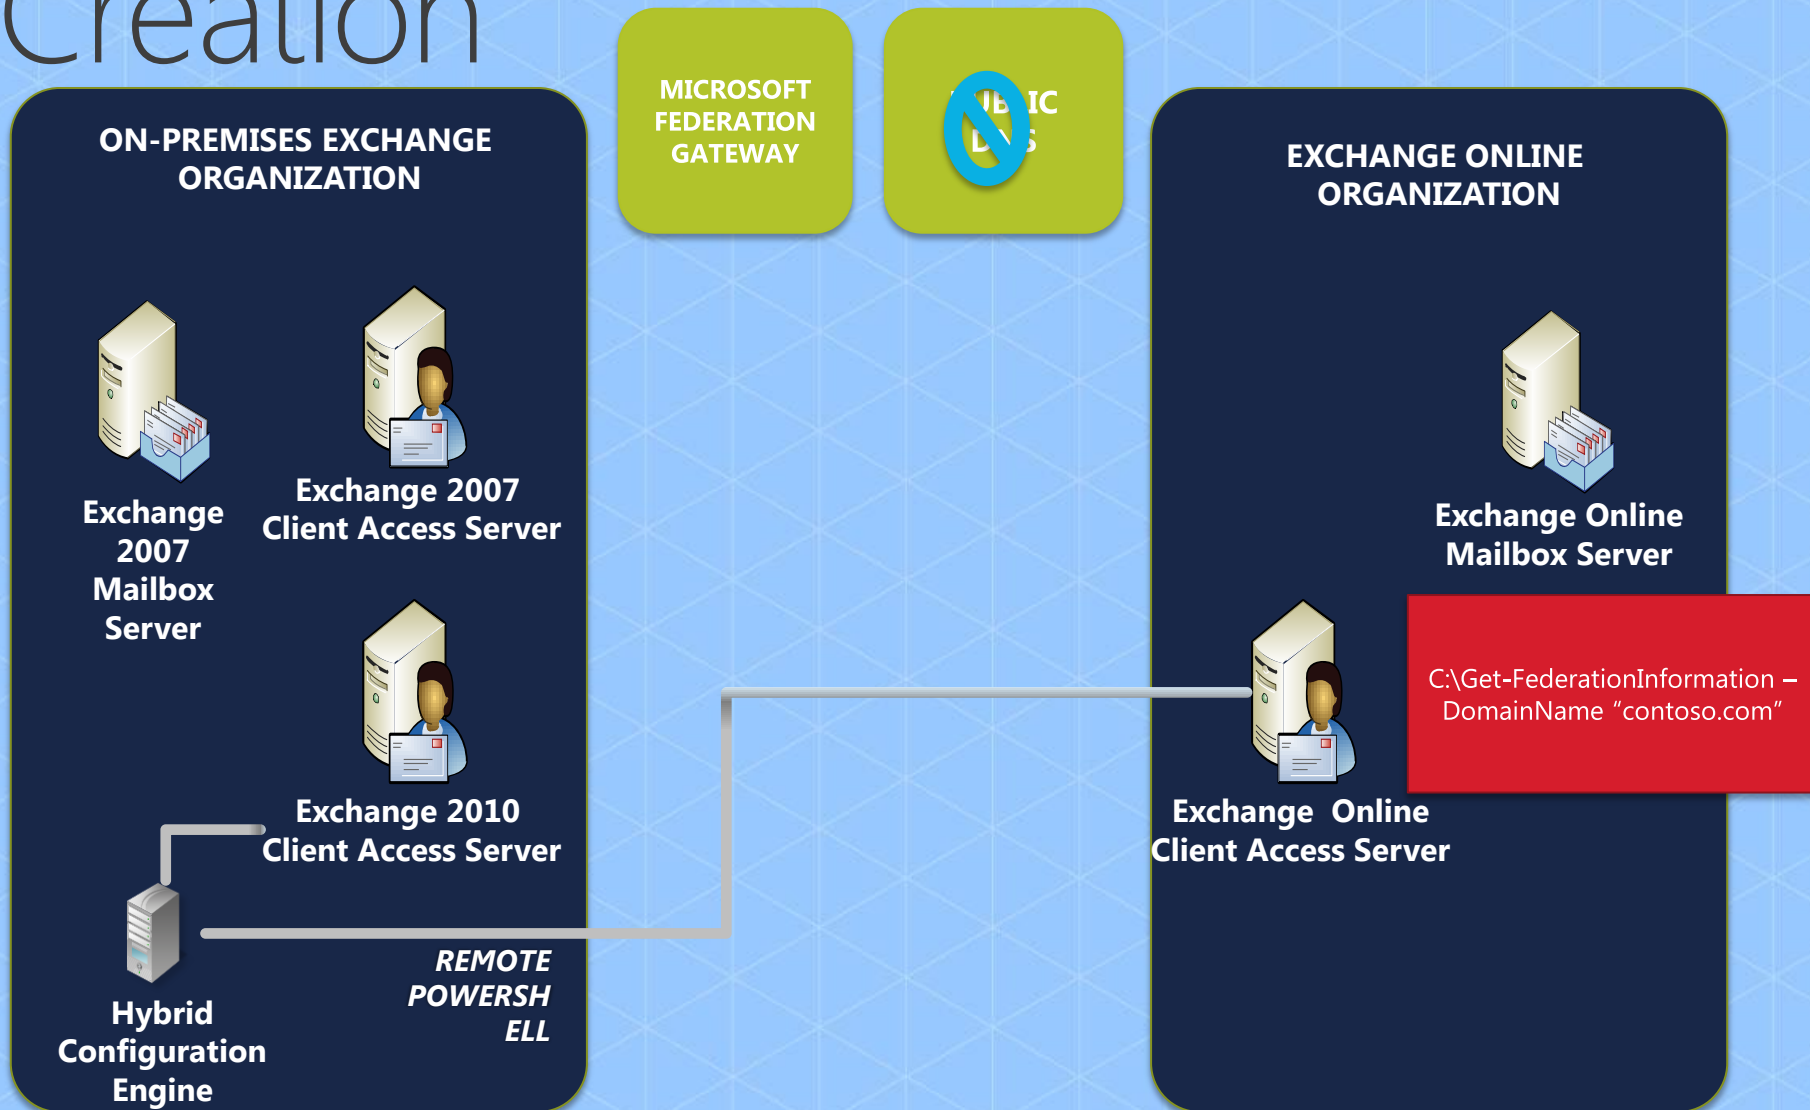 Creation
MICROSOFT
FEDERATION
GATEWAY
ON-PREMISES EXCHANGE
ORGANIZATION
EXCHANGE ONLINE
ORGANIZATION
Exchange
2007
Mailbox
Server
Exchange 2007
Client Access Server
Exchange Online
Mailbox Server
C:\Get-FederationInformation –
DomainName “contoso.com”
Exchange 2010
Client Access Server
Exchange  Online
Client Access Server
REMOTE
POWERSH
ELL
Hybrid
Configuration
Engine